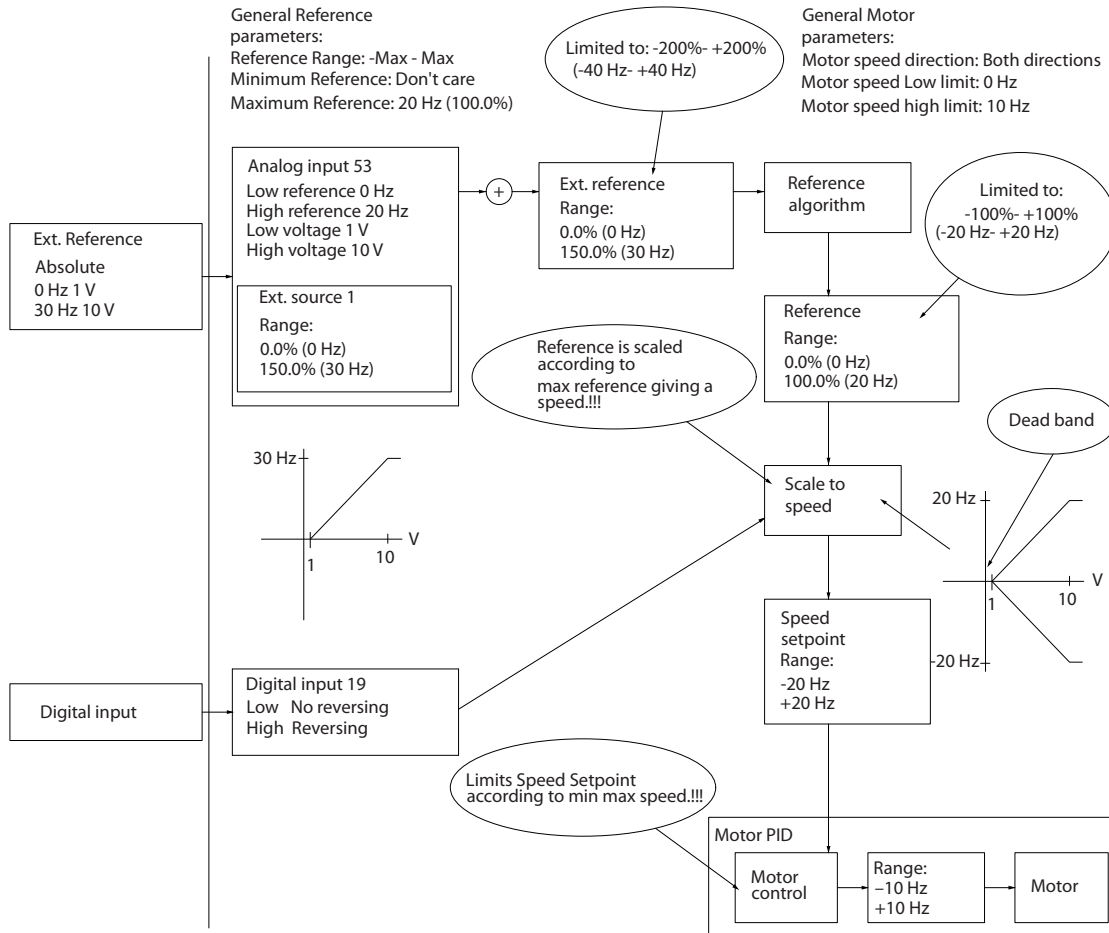 General Reference
parameters:
Reference Range: -Max - Max
Minimum Reference: Don't care
Maximum Reference: 20 Hz (100.0%)
Limited to: -200%- +200%
(-40 Hz- +40 Hz)
General Motor
parameters:
Motor speed direction: Both directions
Motor speed Low limit: 0 Hz
Motor speed high limit: 10 Hz
Ext. Reference
Absolute
0 Hz 1 V
30 Hz 10 V
Analog input 53
Low reference 0 Hz
High reference 20 Hz
Low voltage 1 V
High voltage 10 V
Ext. source 1
Range:
0.0% (0 Hz)
150.0% (30 Hz)
+
Ext. reference
Range:
0.0% (0 Hz)
150.0% (30 Hz)
Reference
algorithm
Limited to:
-100%- +100%
(-20 Hz- +20 Hz)
Reference
Range:
0.0% (0 Hz)
100.0% (20 Hz)
Reference is scaled
according to
max reference giving a
speed.!!!
Dead band
30 Hz
1
10
V
Scale to
speed
20 Hz
V
1
10
-20 Hz
Speed
setpoint
Range:
-20 Hz
+20 Hz
Digital input
Digital input 19
Low No reversing
High Reversing
Limits Speed Setpoint
according to min max speed.!!!
Motor PID
Motor
control
Range:
–10 Hz
+10 Hz
Motor